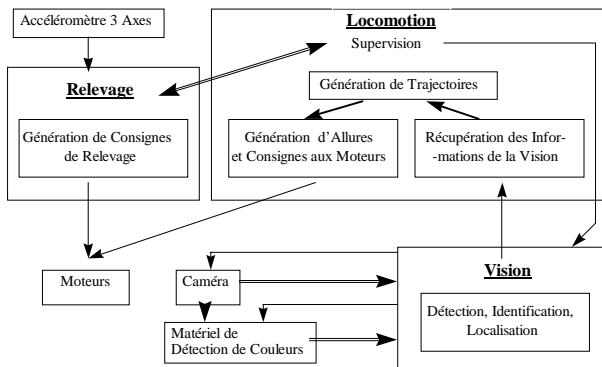 Accéléromètre 3 Axes
Locomotion
Supervision
Relevage
Génération de Trajectoires
Génération de Consignes
de Relevage
Génération d'Allures
et Consignes aux Moteurs
Récupération des Infor-
-mations de la Vision
Moteurs
Caméra
Vision
Matériel de
Détection de Couleurs
Détection, Identification,
Localisation